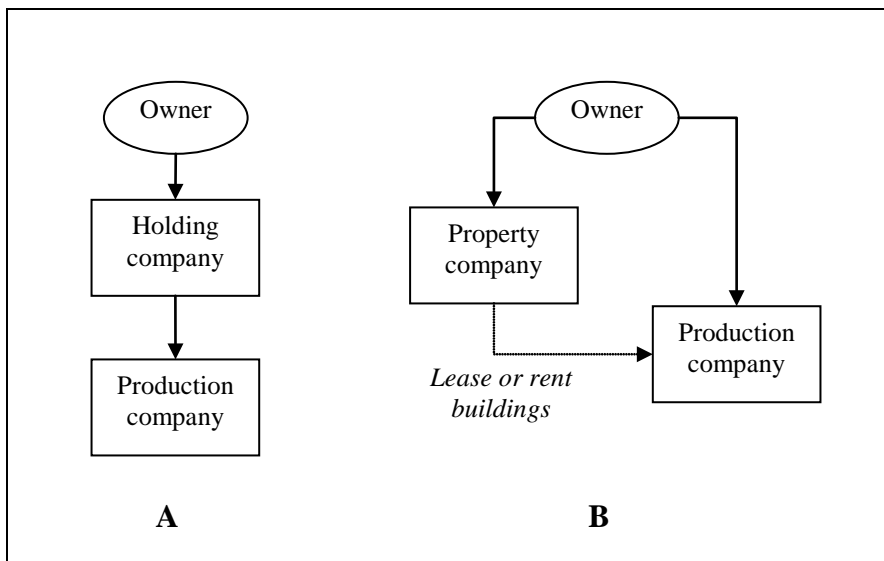 Owner
Holding
company
Production
company
A
Owner
Property
company
Production
company
Lease or rent
buildings
B